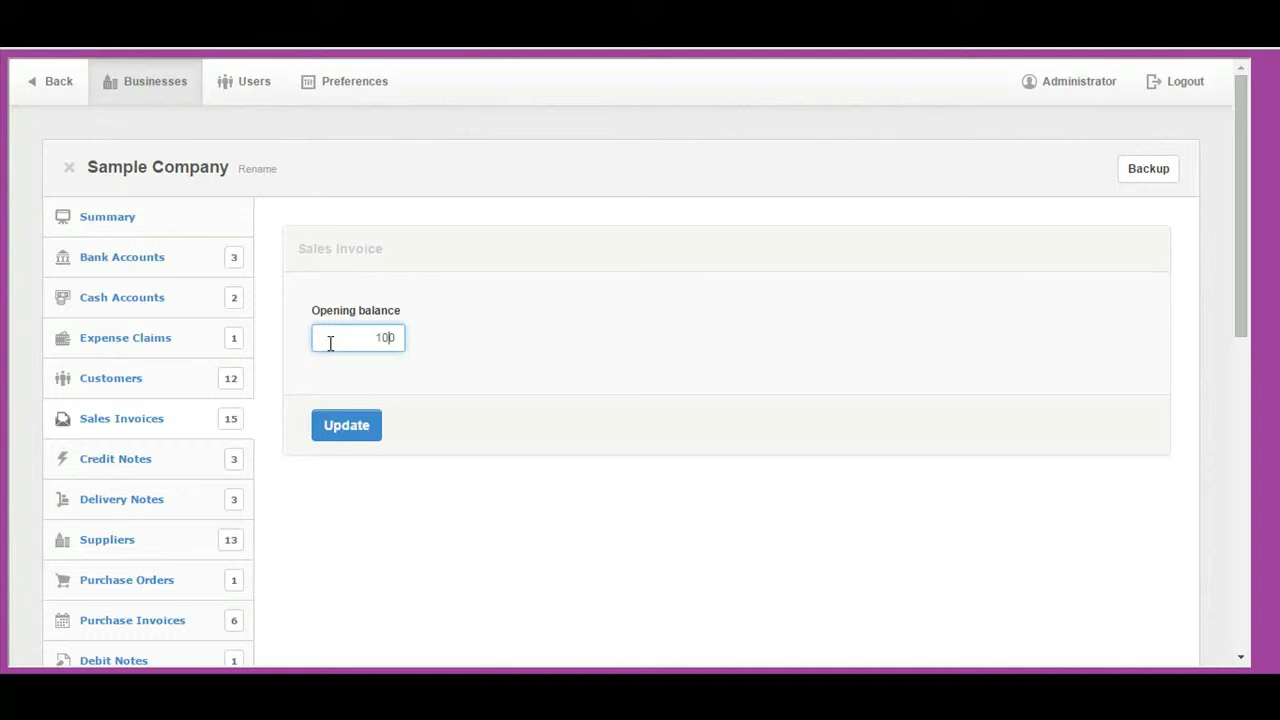 Back
Businesses
Users
Preferences
Administrator
Logout
Sample Company
Rename
Backup
Summary
Bank Accounts 3
Cash Accounts 2
Expense Claims 1
Customers 12
Sales Invoices 15
Credit Notes 3
Delivery Notes 3
Suppliers 13
Purchase Orders 1
Purchase Invoices 6
Debit Notes 1
Sales Invoice
Opening balance
100
Update